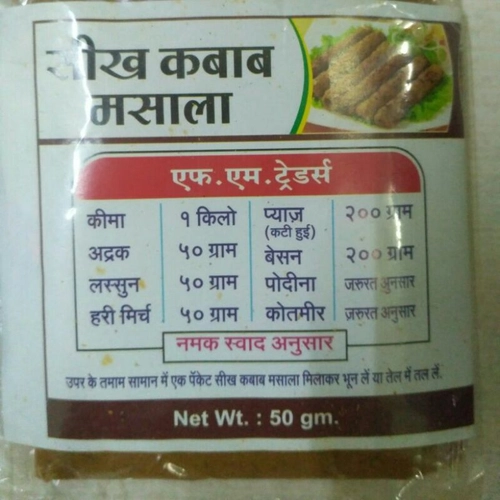 सीख कबाब
मसाला
एफ.एम.ट्रेडर्स
कीमा १ किलो प्याज़ (कटी हुई) २०० ग्राम
अद्रक ५० ग्राम बेसन २०० ग्राम
लस्सुन ५० ग्राम पोदीना जरुरत अनुसार
हरी मिर्च ५० ग्राम कोतमीर ज़रुरत अनुसार
नमक स्वाद अनुसार
उपर के तमाम सामान में एक पॅकेट सीख कबाब मसाला मिलाकर भून लें या तेल में तल लें.
Net Wt. : 50 gm.